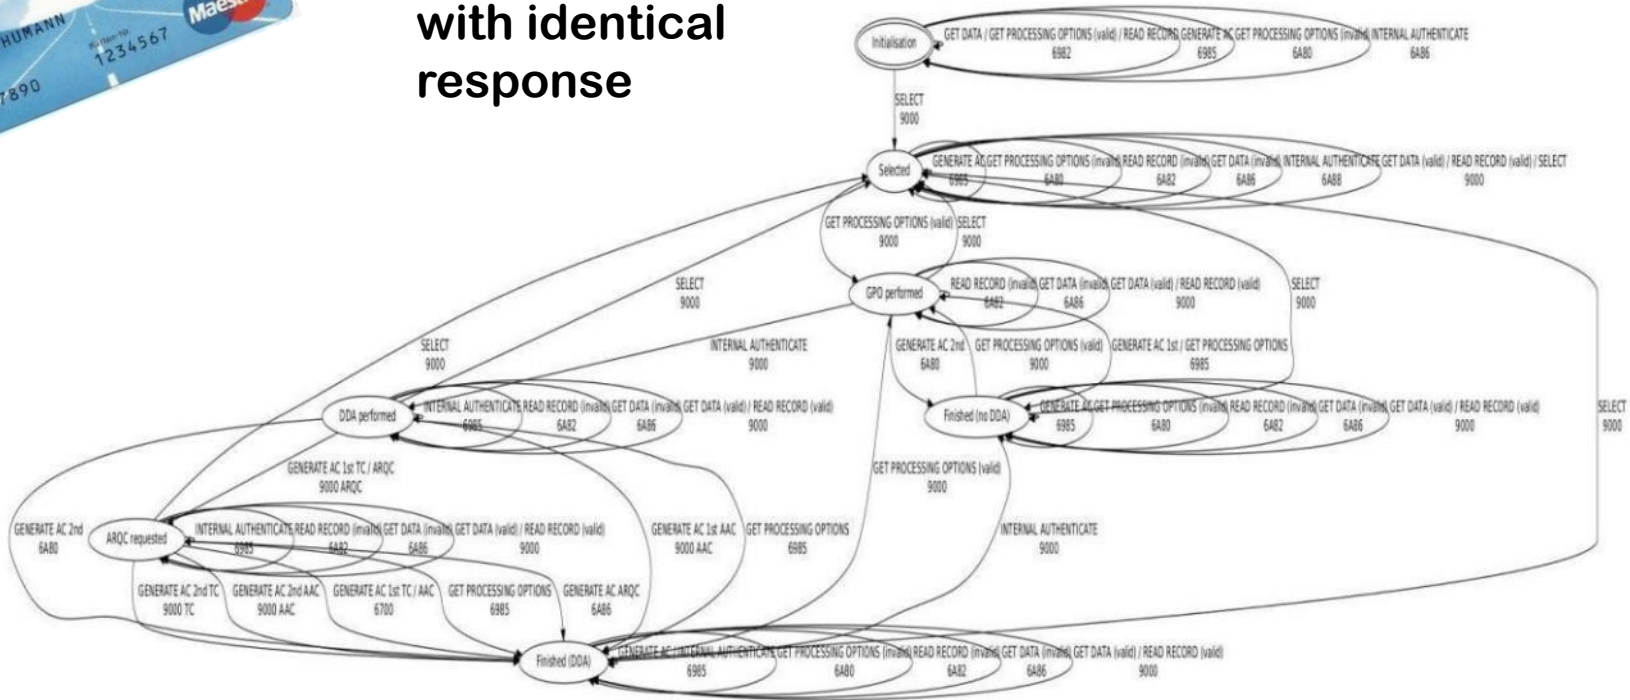 HUMANN
Maest
Karten-Nr.
1234567
7890
with identical
response
Initialisation
GET DATA / GET PROCESSING OPTIONS (valid) / READ RECORD
6982
GENERATE AC
6985
GET PROCESSING OPTIONS (invalid)
6A80
INTERNAL AUTHENTICATE
6A86
SELECT
9000
Selected
GENERATE AC
6985
GET PROCESSING OPTIONS (invalid)
6A80
READ RECORD (invalid)
6A82
GET DATA (invalid)
6A86
INTERNAL AUTHENTICATE
6A88
GET DATA (valid) / READ RECORD (valid) / SELECT
9000
GET PROCESSING OPTIONS (valid)
9000
SELECT
9000
SELECT
9000
GPO performed
READ RECORD (invalid)
6A82
GET DATA (invalid)
6A86
GET DATA (valid) / READ RECORD (valid)
9000
SELECT
9000
SELECT
9000
INTERNAL AUTHENTICATE
9000
GENERATE AC 2nd
6A80
GET PROCESSING OPTIONS (valid)
9000
GENERATE AC 1st / GET PROCESSING OPTIONS
6985
DDA performed
INTERNAL AUTHENTICATE
6985
READ RECORD (invalid)
6A82
GET DATA (invalid)
6A86
GET DATA (valid) / READ RECORD (valid)
9000
Finished (no DDA)
GENERATE AC
6985
GET PROCESSING OPTIONS (invalid)
6A80
READ RECORD (invalid)
6A82
GET DATA (invalid)
6A86
GET DATA (valid) / READ RECORD (valid)
9000
SELECT
9000
GENERATE AC 1st TC / ARQC
9000 ARQC
GET PROCESSING OPTIONS (valid)
9000
GENERATE AC 2nd
6A80
ARQC requested
INTERNAL AUTHENTICATE
6985
READ RECORD (invalid)
6A82
GET DATA (invalid)
6A86
GET DATA (valid) / READ RECORD (valid)
9000
GENERATE AC 1st AAC
9000 AAC
GET PROCESSING OPTIONS
6985
INTERNAL AUTHENTICATE
9000
GENERATE AC 2nd TC
9000 TC
GENERATE AC 2nd AAC
9000 AAC
GENERATE AC 1st TC / AAC
6700
GET PROCESSING OPTIONS
6985
GENERATE AC ARQC
6A86
Finished (DDA)
GENERATE AC / INTERNAL AUTHENTICATE
6985
GET PROCESSING OPTIONS (invalid)
6A80
READ RECORD (invalid)
6A82
GET DATA (invalid)
6A86
GET DATA (valid) / READ RECORD (valid)
9000